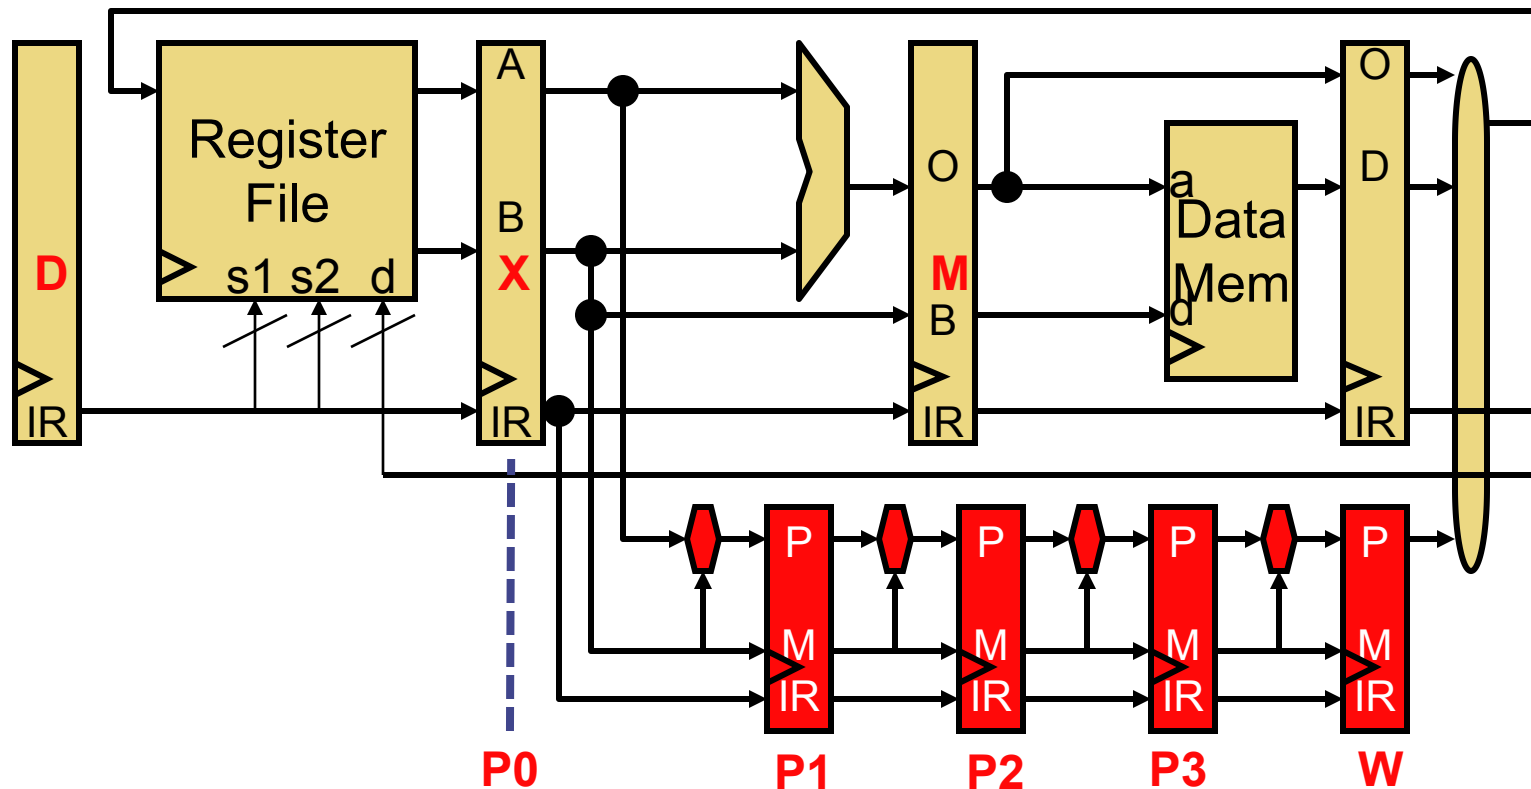 Register
File
s1 s2 d
D
IR
A
B
X
IR
O
M
B
IR
a
Data
Mem
d
O
D
IR
P
M
IR
P
M
IR
P
M
IR
P
M
IR
P0
P1
P2
P3
W